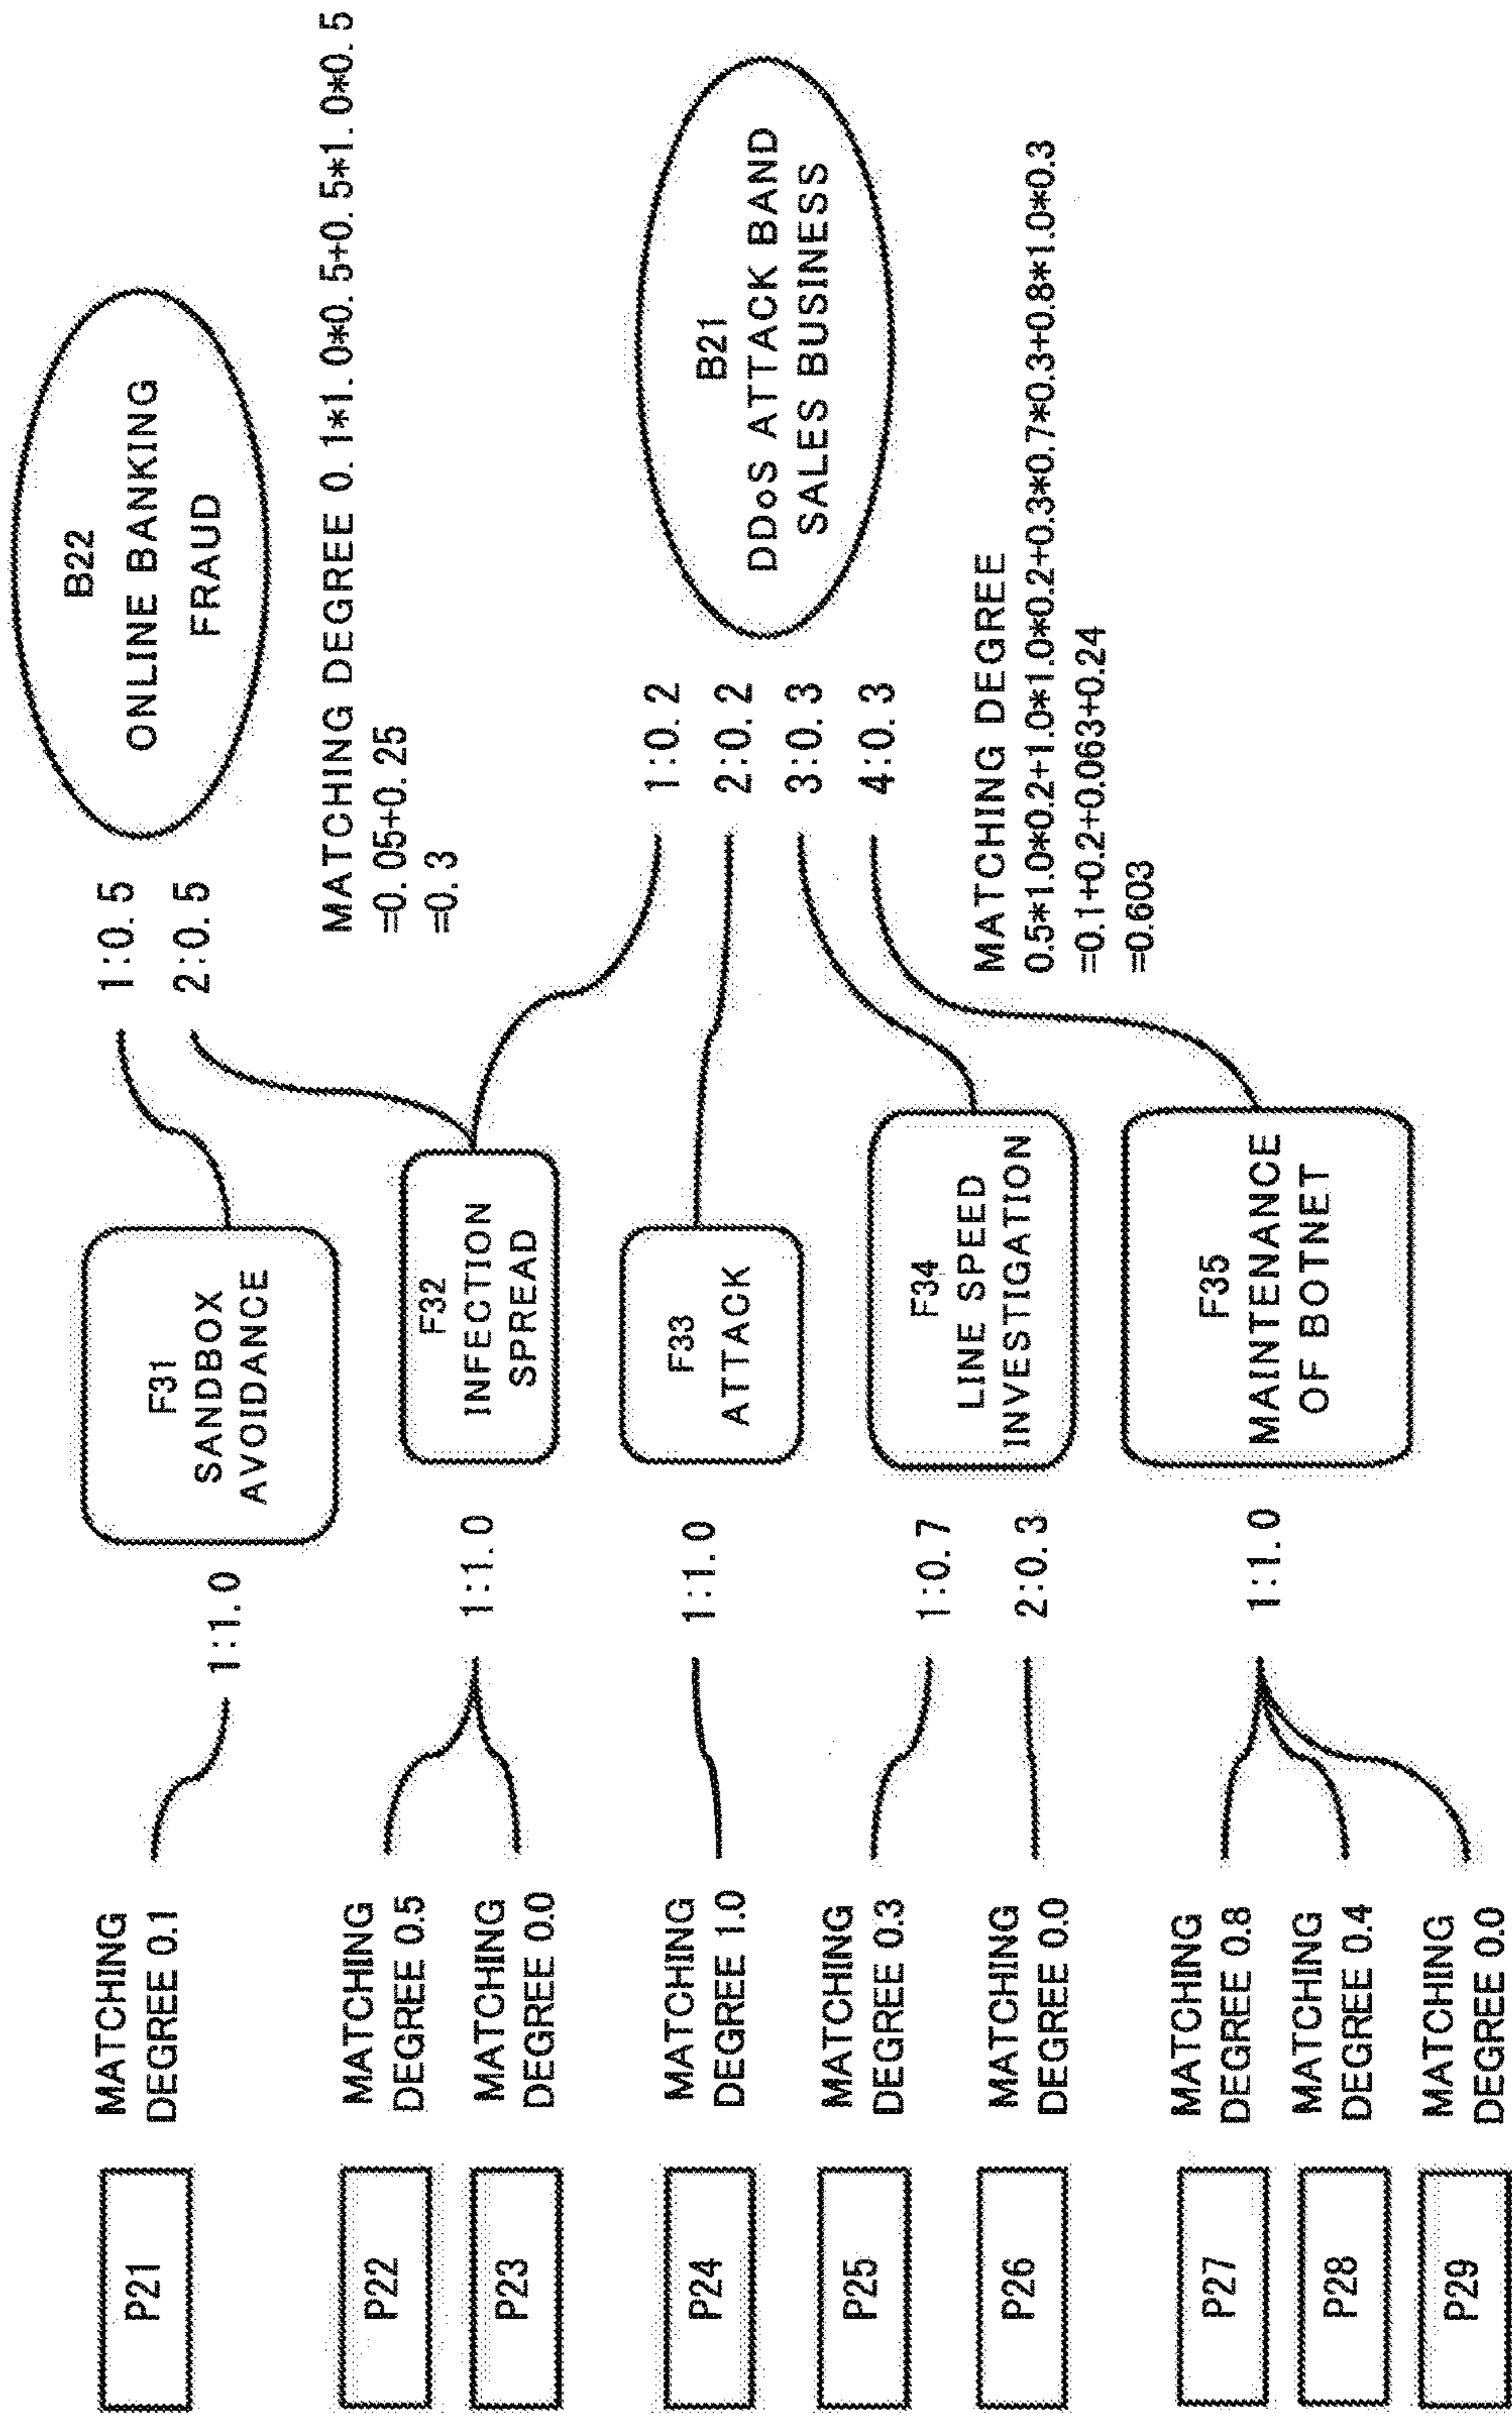 P21
MATCHING
DEGREE 0.1
1:1.0
F31
SANDBOX
AVOIDANCE
1:0.5
2:0.5
B22
ONLINE BANKING
FRAUD
MATCHING DEGREE 0.1*1.0*0.5+0.5*1.0*0.5
=0.05+0.25
=0.3
P22
MATCHING
DEGREE 0.5
P23
MATCHING
DEGREE 0.0
1:1.0
F32
INFECTION
SPREAD
P24
MATCHING
DEGREE 1.0
1:1.0
F33
ATTACK
1:0.2
2:0.2
3:0.3
4:0.3
B21
DDoS ATTACK BAND
SALES BUSINESS
P25
MATCHING
DEGREE 0.3
1:0.7
P26
MATCHING
DEGREE 0.0
2:0.3
F34
LINE SPEED
INVESTIGATION
MATCHING DEGREE
0.5*1.0*0.2+1.0*1.0*0.2+0.3*0.7*0.3+0.8*1.0*0.3
=0.1+0.2+0.063+0.24
=0.603
P27
MATCHING
DEGREE 0.8
P28
MATCHING
DEGREE 0.4
P29
MATCHING
DEGREE 0.0
1:1.0
F35
MAINTENANCE
OF BOTNET